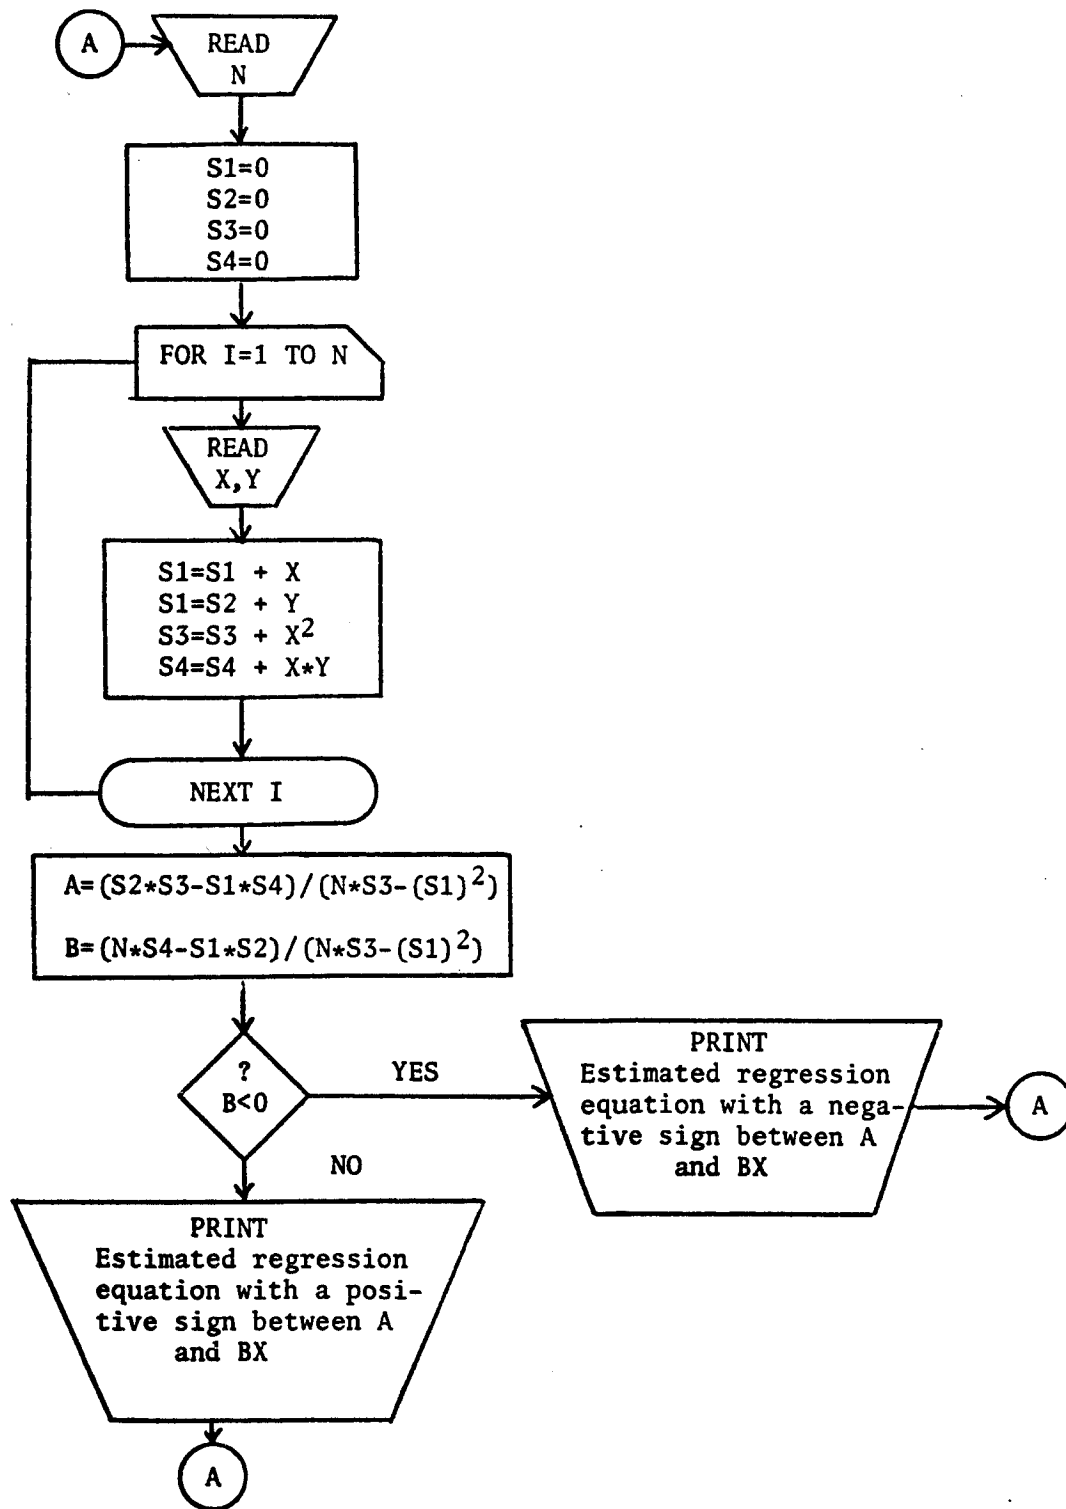 A
READ
N
S1=0
S2=0
S3=0
S4=0
FOR I=1 TO N
READ
X,Y
S1=S1 + X
S1=S2 + Y
S3=S3 + X²
S4=S4 + X*Y
NEXT I
A=(S2*S3-S1*S4)/(N*S3-(S1)²)
B=(N*S4-S1*S2)/(N*S3-(S1)²)
?
B<0
YES
PRINT
Estimated regression
equation with a nega-
tive sign between A
and BX
A
NO
PRINT
Estimated regression
equation with a posi-
tive sign between A
and BX
A